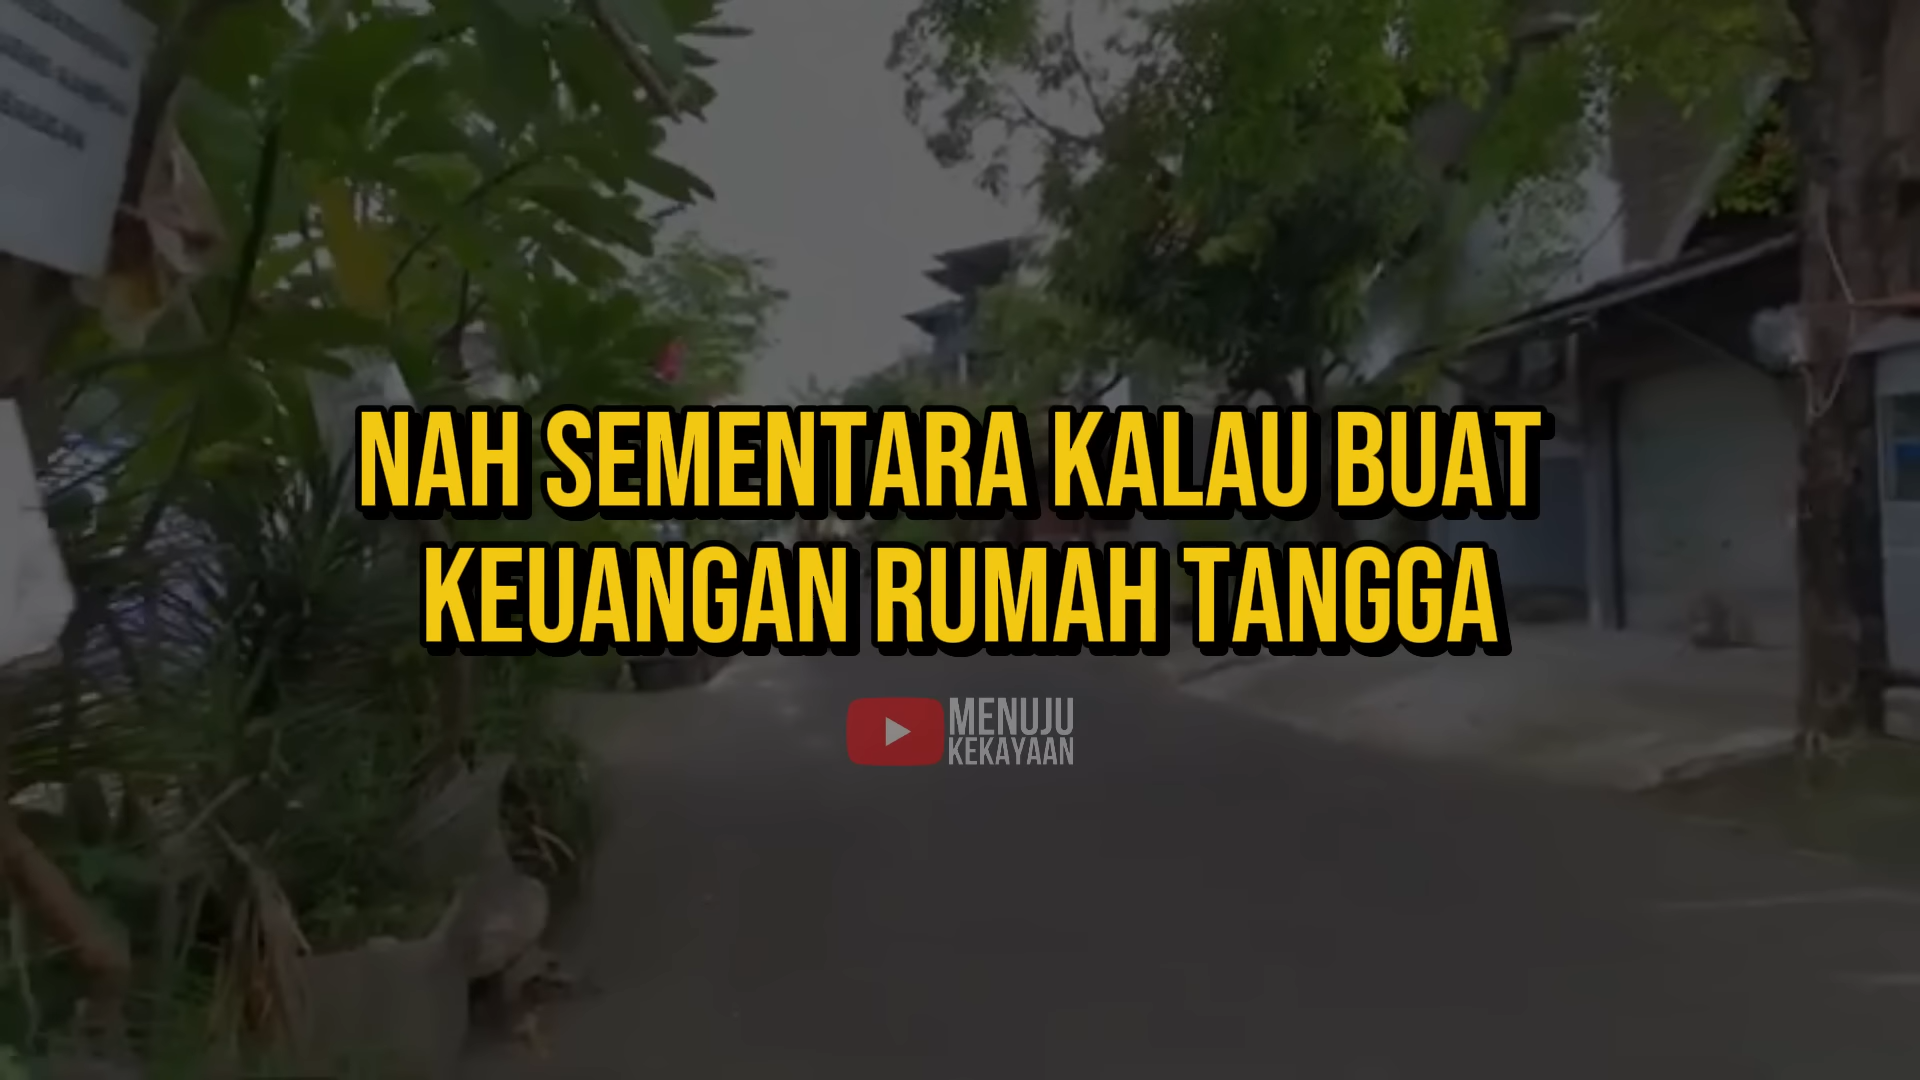 NAH SEMENTARA KALAU BUAT
KEUANGAN RUMAH TANGGA
MENUJU
KEKAYAAN